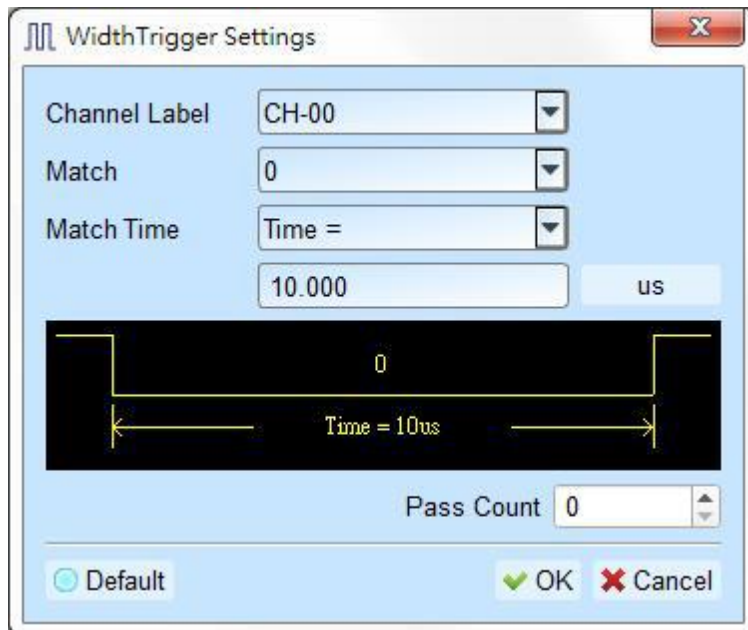 WidthTrigger Settings
Channel Label CH-00
Match 0
Match Time Time =
10.000 us
0
Time = 10us
Pass Count 0
Default OK Cancel